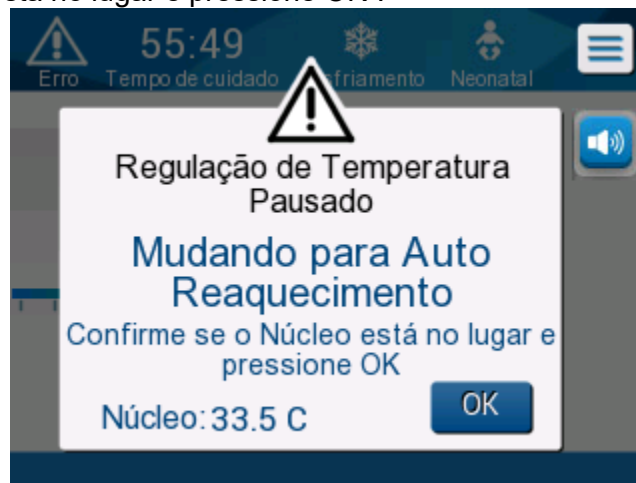 55:49
Erro Tempo de cuidado Neonatal
Regulação de Temperatura
Pausado
Mudando para Auto
Reaquecimento
Confirme se o Núcleo está no lugar e
pressione OK
Núcleo: 33.5 C
OK